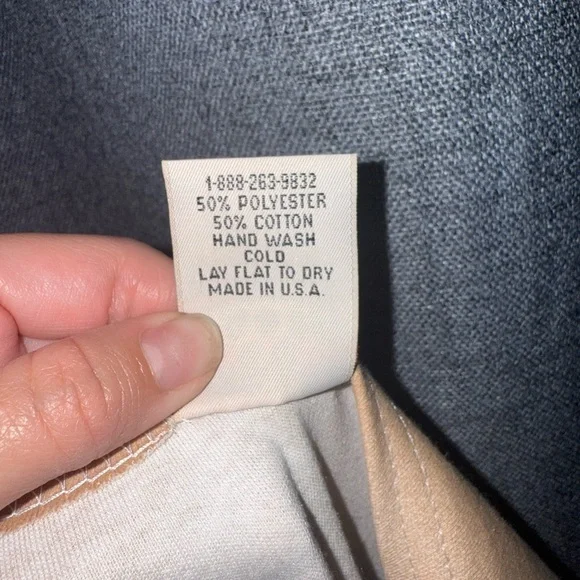 1-888-263-9832
50% POLYESTER
50% COTTON
HAND WASH
COLD
LAY FLAT TO DRY
MADE IN U.S.A.